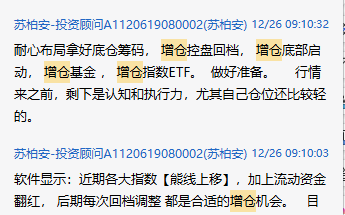 苏柏安-投资顾问A1120619080002(苏柏安) 12/26 09:10:32
耐心布局拿好底仓筹码， 增仓控盘回档， 增仓底部启
动， 增仓基金 ， 增仓指数ETF。 做好准备。 行情
来之前，剩下是认知和执行力，尤其自己仓位还比较轻
的。
苏柏安-投资顾问A1120619080002(苏柏安) 12/26 09:10:03
软件显示：近期各大指数【熊线上移】，加上流动资金
翻红， 后期每次回档调整 都是合适的增仓机会。 目